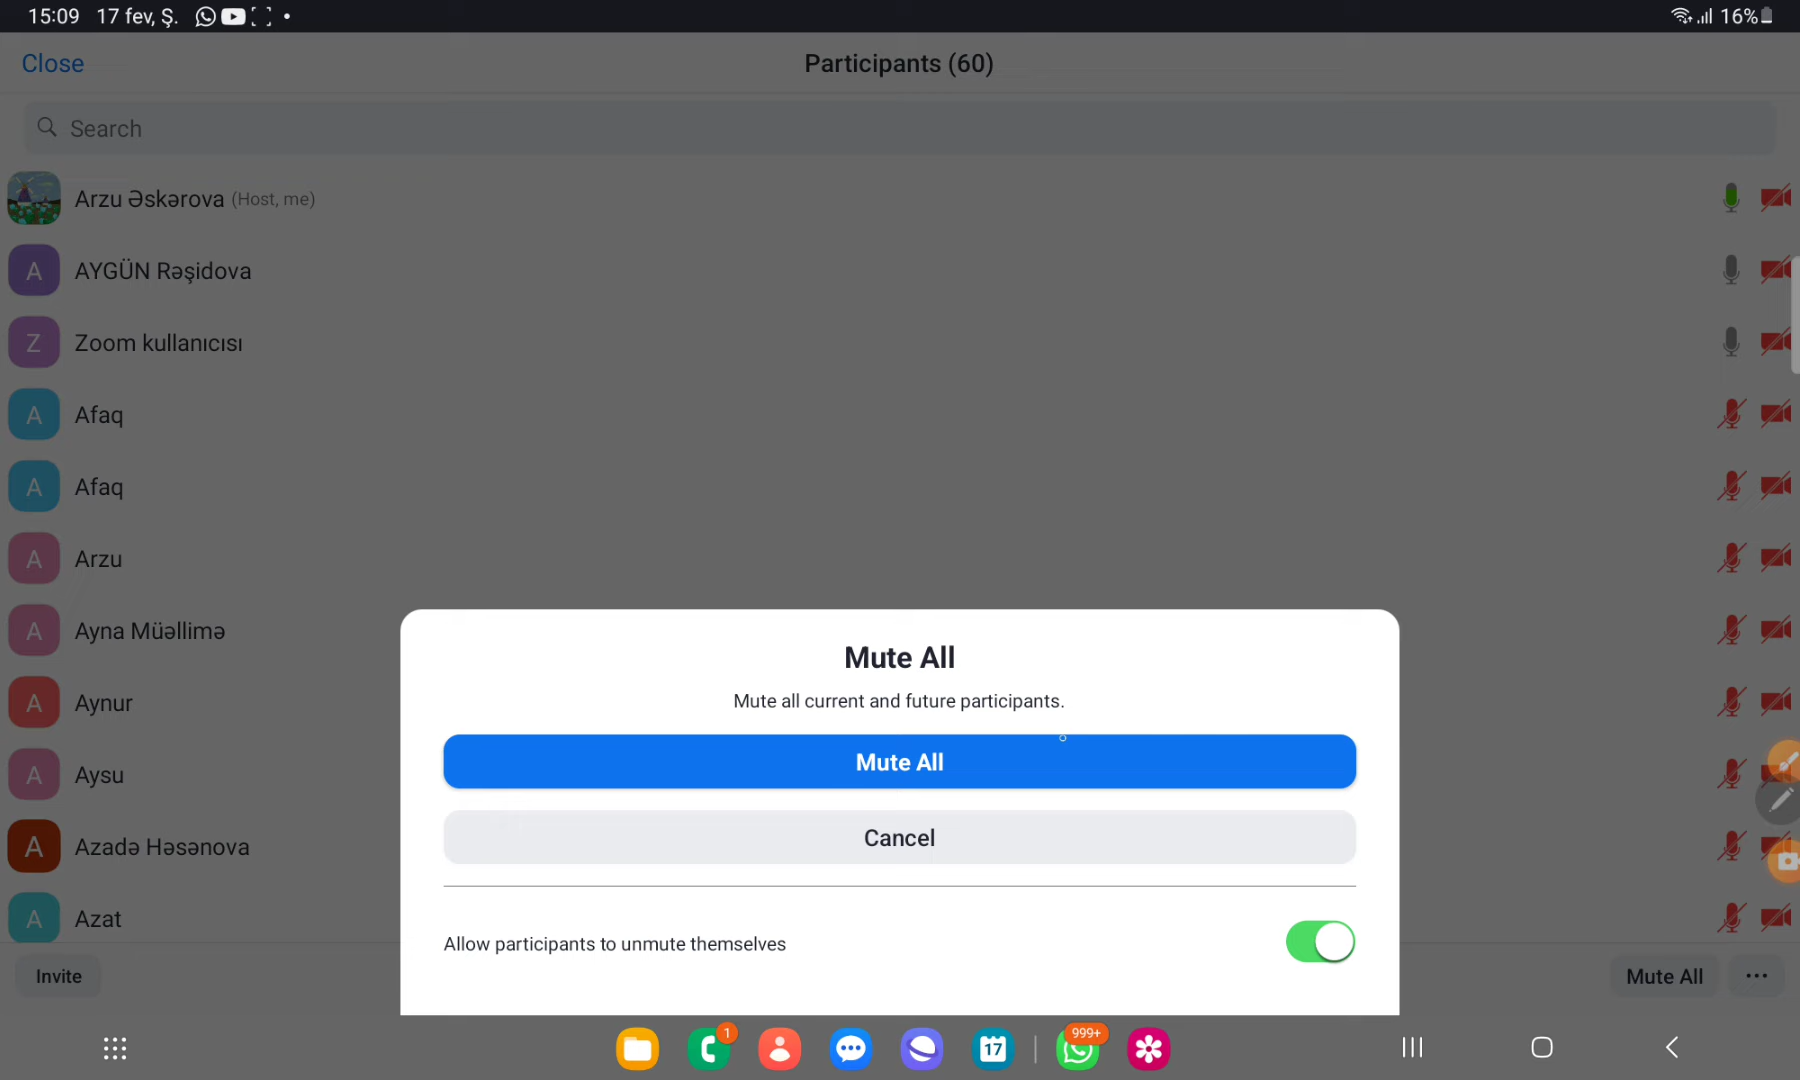 15:09 17 fev, Ş. 16%
Close
Participants (60)
Search
Arzu Əskərova (Host, me)
A AYGÜN Rəşidova
Z Zoom kullanıcısı
A Afaq
A Afaq
A Arzu
A Ayna Müəllimə
A Aynur
A Aysu
A Azadə Həsənova
A Azat
Mute All
Mute all current and future participants.
Mute All
Cancel
Allow participants to unmute themselves
Invite
Mute All
1
17
999+